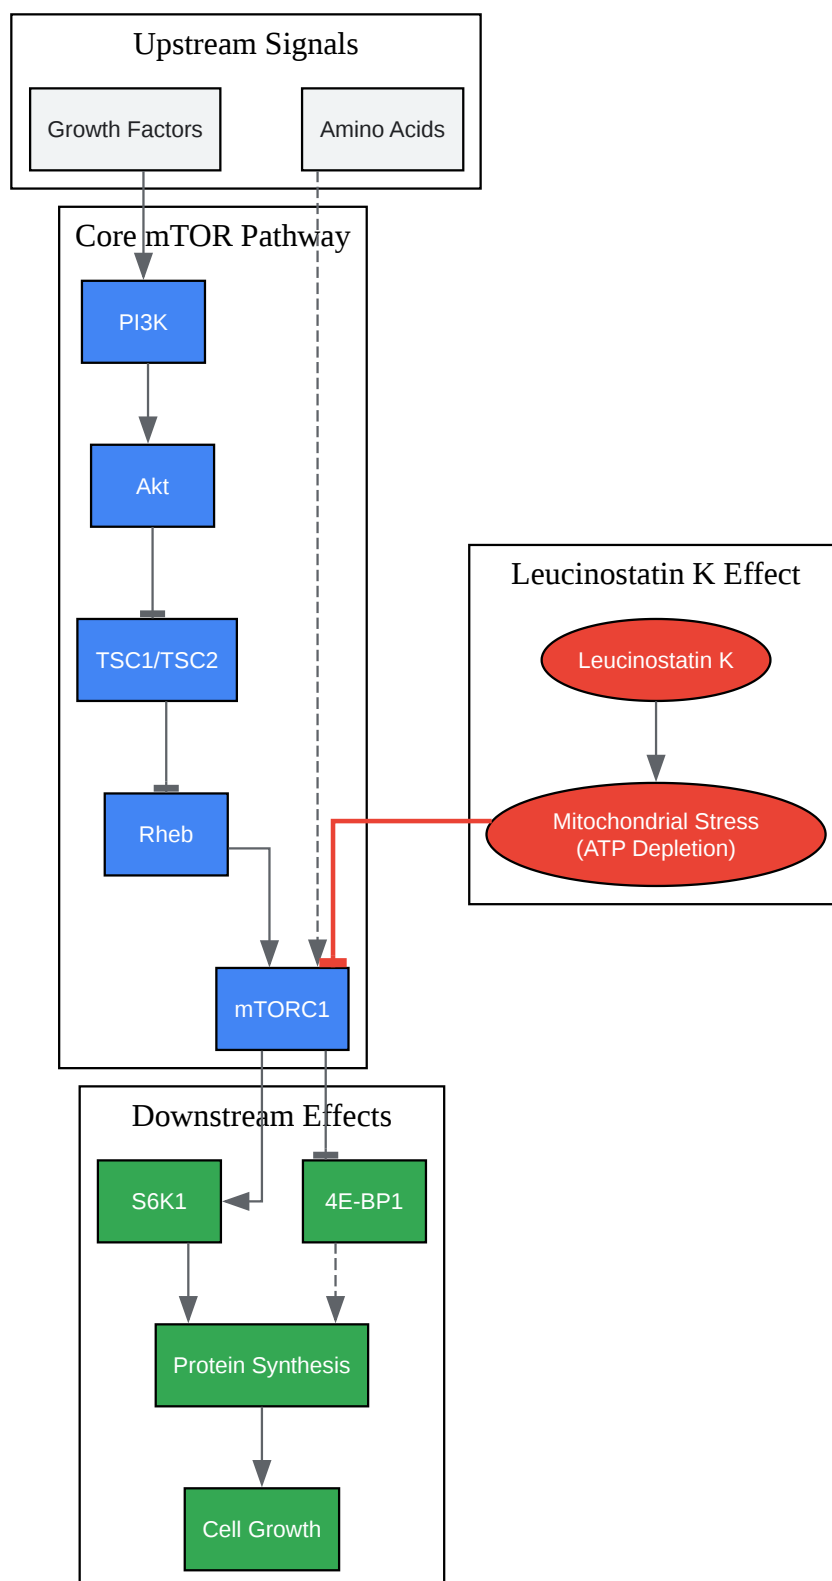 Upstream Signals
Growth Factors
Amino Acids
Core mTOR Pathway
PI3K
Akt
TSC1/TSC2
Rheb
mTORC1
Leucinostatin K Effect
Leucinostatin K
Mitochondrial Stress
(ATP Depletion)
Downstream Effects
S6K1
4E-BP1
Protein Synthesis
Cell Growth